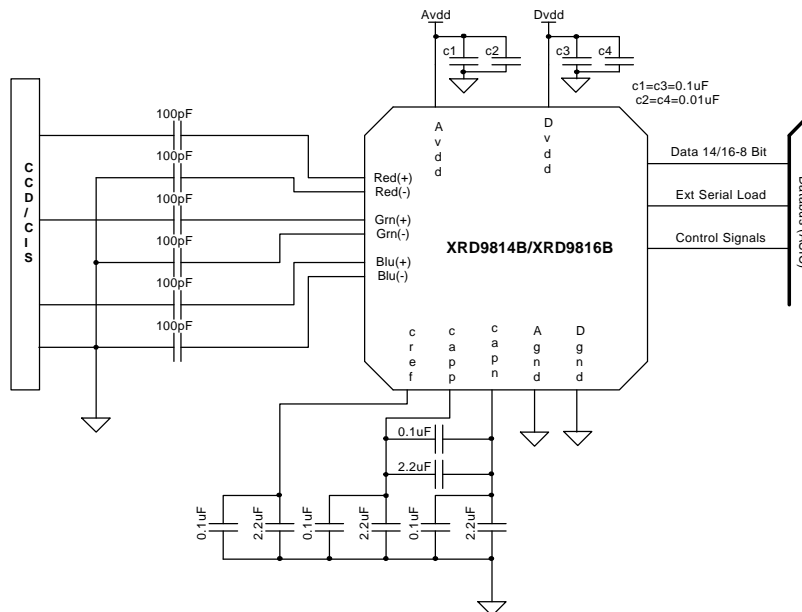 Avdd
Dvdd
c1
c2
c3
c4
c1=c3=0.1uF
c2=c4=0.01uF
CCD/CIS
100pF
100pF
100pF
100pF
100pF
100pF
Red(+)
Red(-)
Grn(+)
Grn(-)
Blu(+)
Blu(-)
Avdd
Dvdd
XRD9814B/XRD9816B
Data 14/16-8 Bit
Ext Serial Load
Control Signals
cref
capp
capn
Agnd
Dgnd
0.1uF
2.2uF
0.1uF
2.2uF
0.1uF
2.2uF
0.1uF
2.2uF